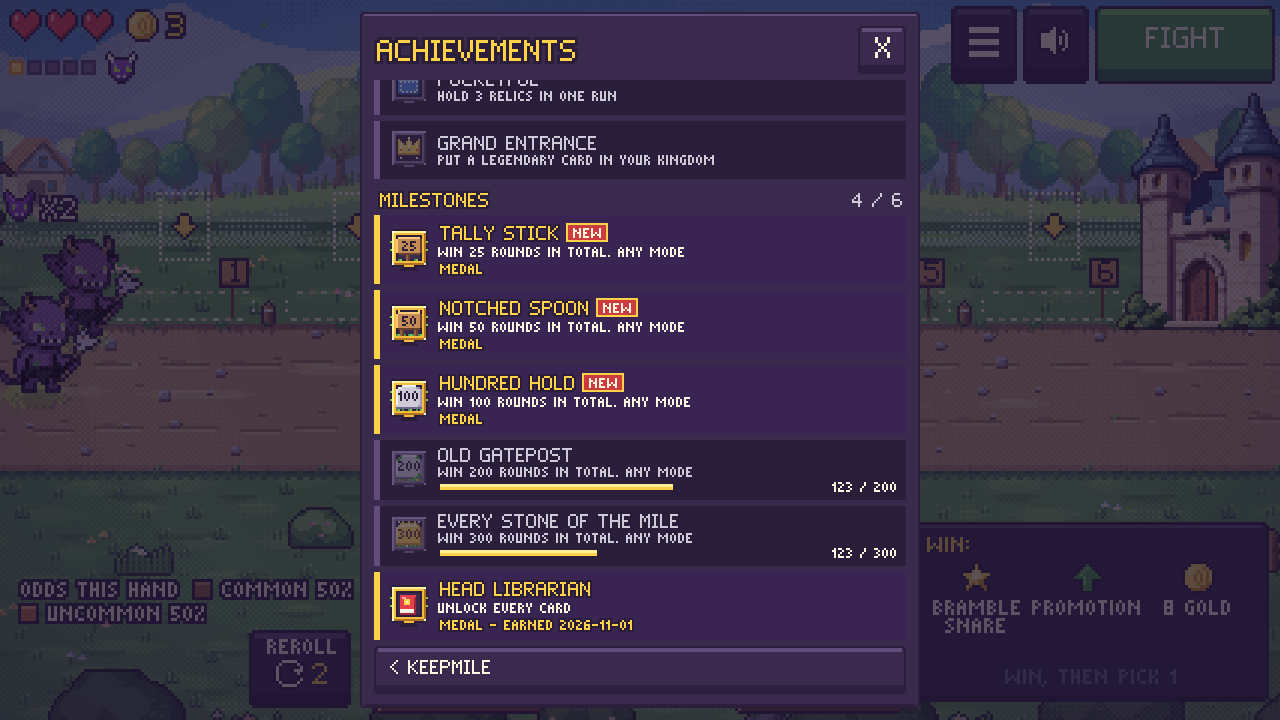 3
FIGHT
ACHIEVEMENTS
X
POCKETFUL
HOLD 3 RELICS IN ONE RUN
GRAND ENTRANCE
PUT A LEGENDARY CARD IN YOUR KINGDOM
MILESTONES
4 / 6
X2
25
TALLY STICK NEW
WIN 25 ROUNDS IN TOTAL. ANY MODE
MEDAL
1
5
6
50
NOTCHED SPOON NEW
WIN 50 ROUNDS IN TOTAL. ANY MODE
MEDAL
100
HUNDRED HOLD NEW
WIN 100 ROUNDS IN TOTAL. ANY MODE
MEDAL
200
OLD GATEPOST
WIN 200 ROUNDS IN TOTAL. ANY MODE
123 / 200
300
EVERY STONE OF THE MILE
WIN 300 ROUNDS IN TOTAL. ANY MODE
123 / 300
HEAD LIBRARIAN
UNLOCK EVERY CARD
MEDAL - EARNED 2026-11-01
< KEEPMILE
ODDS THIS HAND COMMON 50%
UNCOMMON 50%
REROLL
2
WIN:
BRAMBLE SNARE
PROMOTION
8 GOLD
WIN, THEN PICK 1